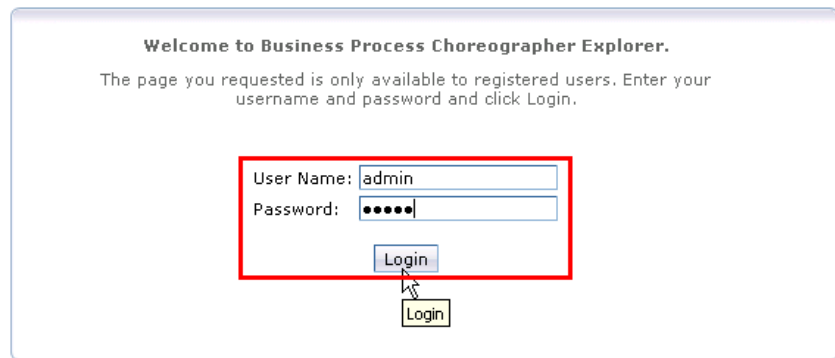 Welcome to Business Process Choreographer Explorer.
The page you requested is only available to registered users. Enter your
username and password and click Login.
User Name: admin
Password: •••••
Login
Login